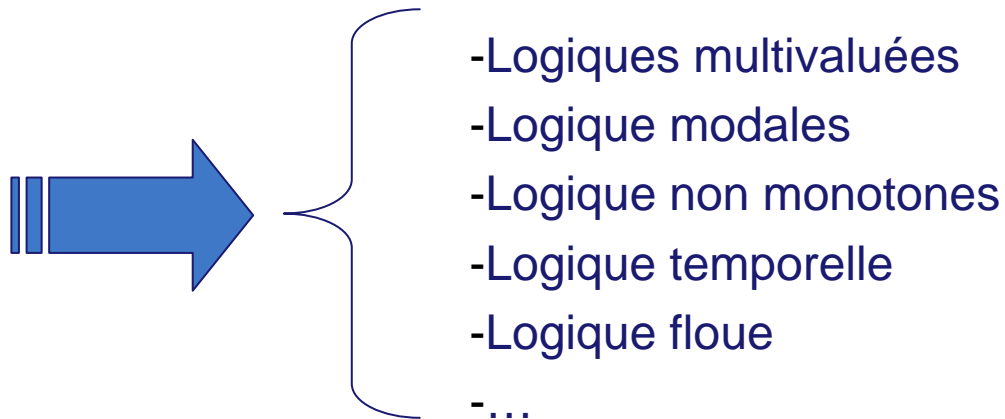 -Logiques multivaluées
-Logique modales
-Logique non monotones
-Logique temporelle
-Logique floue
-...